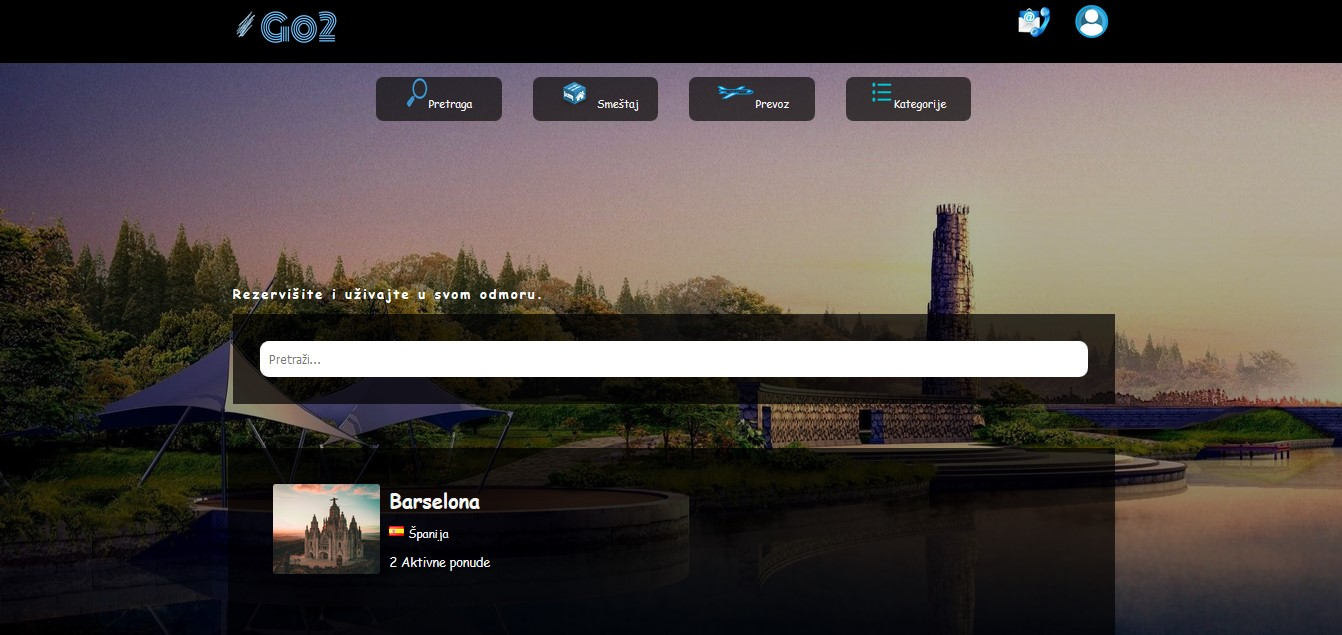 Go2
Pretraga
Smeštaj
Prevoz
Kategorije
Rezervišite i uživajte u svom odmoru.
Pretraži...
Barselona
Španija
2 Aktivne ponude